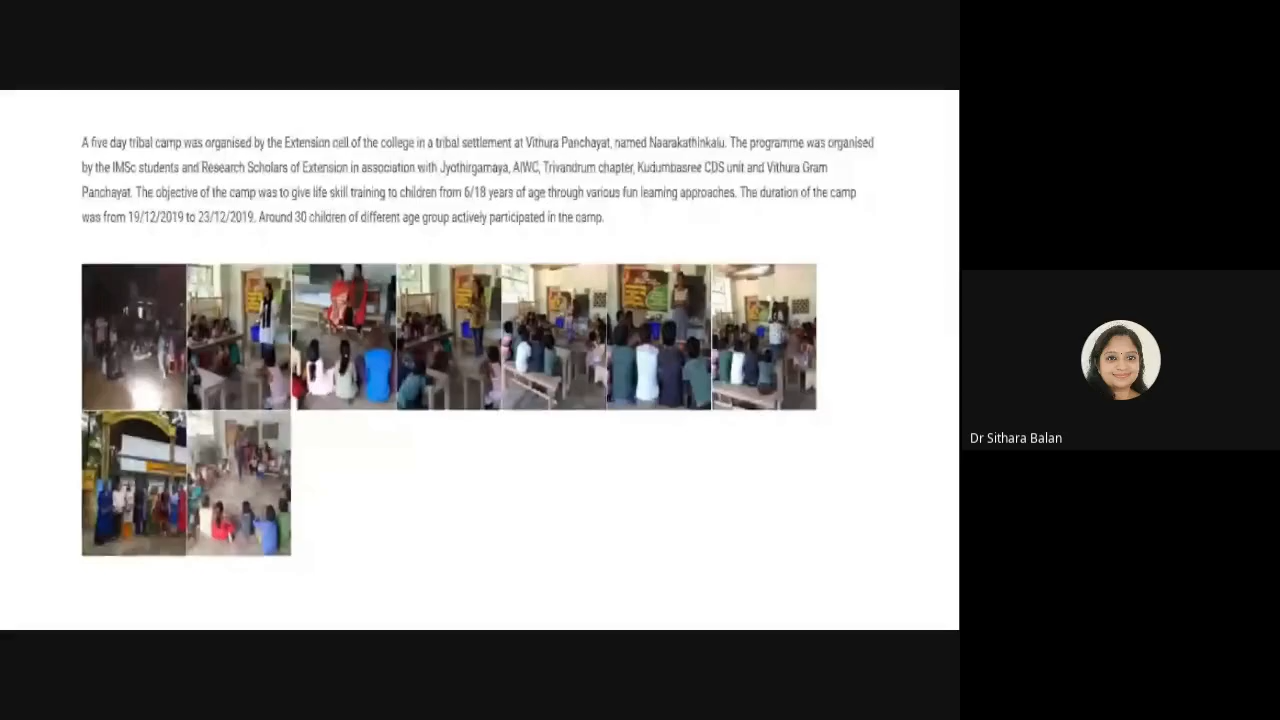 A five day tribal camp was organised by the Extension cell of the college in a tribal settlement at Vithura Panchayat, named Naarakathinkalu. The programme was organised
by the IMSc students and Research Scholars of Extension in association with Jyothirgamaya, AIWC, Trivandrum chapter, Kudumbasree CDS unit and Vithura Gram
Panchayat. The objective of the camp was to give life skill training to children from 6/18 years of age through various fun learning approaches. The duration of the camp
was from 19/12/2019 to 23/12/2019. Around 30 children of different age group actively participated in the camp.
Dr Sithara Balan